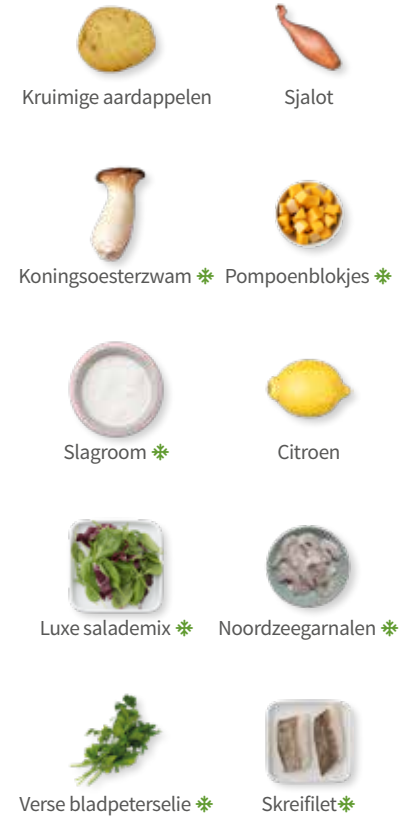 Kruimige aardappelen
Sjalot
Koningsoesterzwam
Pompoenblokjes
Slagroom
Citroen
Luxe salademix
Noordzeegarnalen
Verse bladpeterselie
Skreifilet